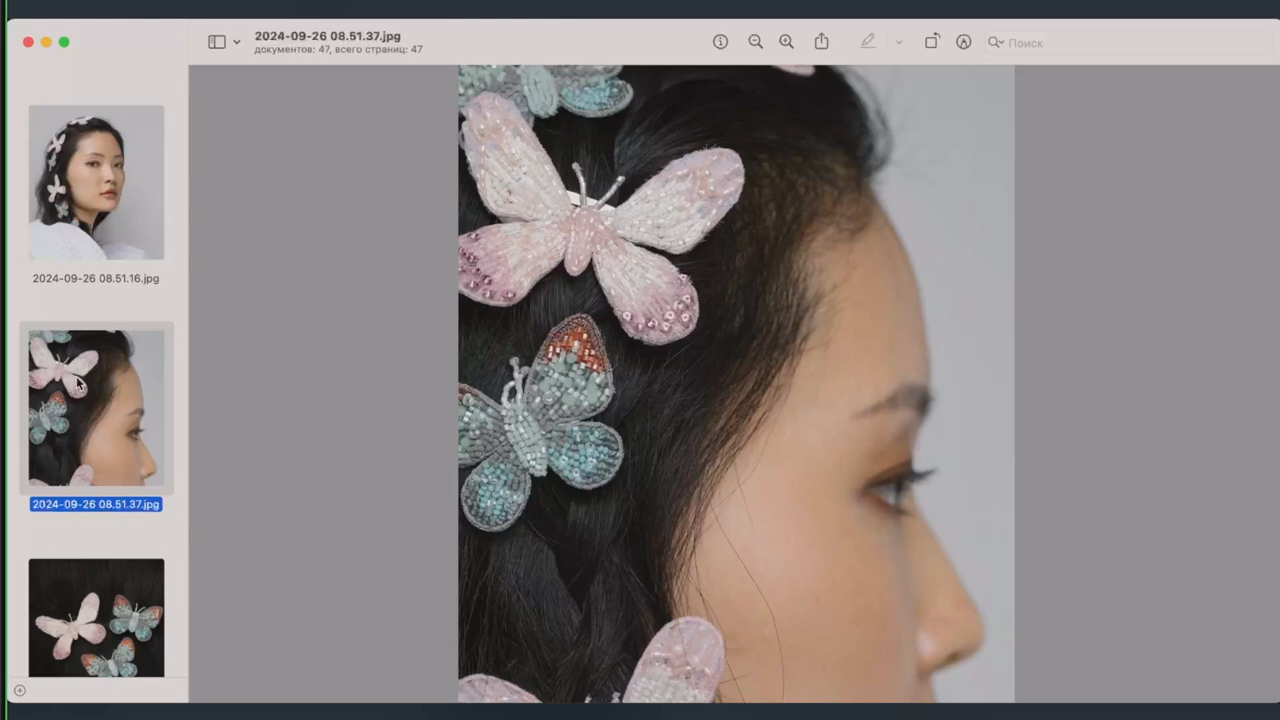 2024-09-26 08.51.37.jpg
документов: 47, всего страниц: 47
Поиск
2024-09-26 08.51.16.jpg
2024-09-26 08.51.37.jpg